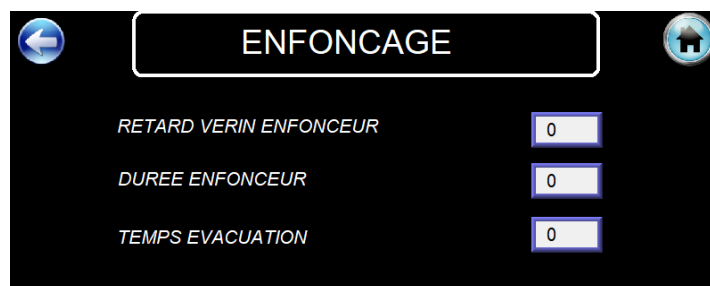 ENFONCAGE
RETARD VERIN ENFONCEUR 0
DUREE ENFONCEUR 0
TEMPS EVACUATION 0